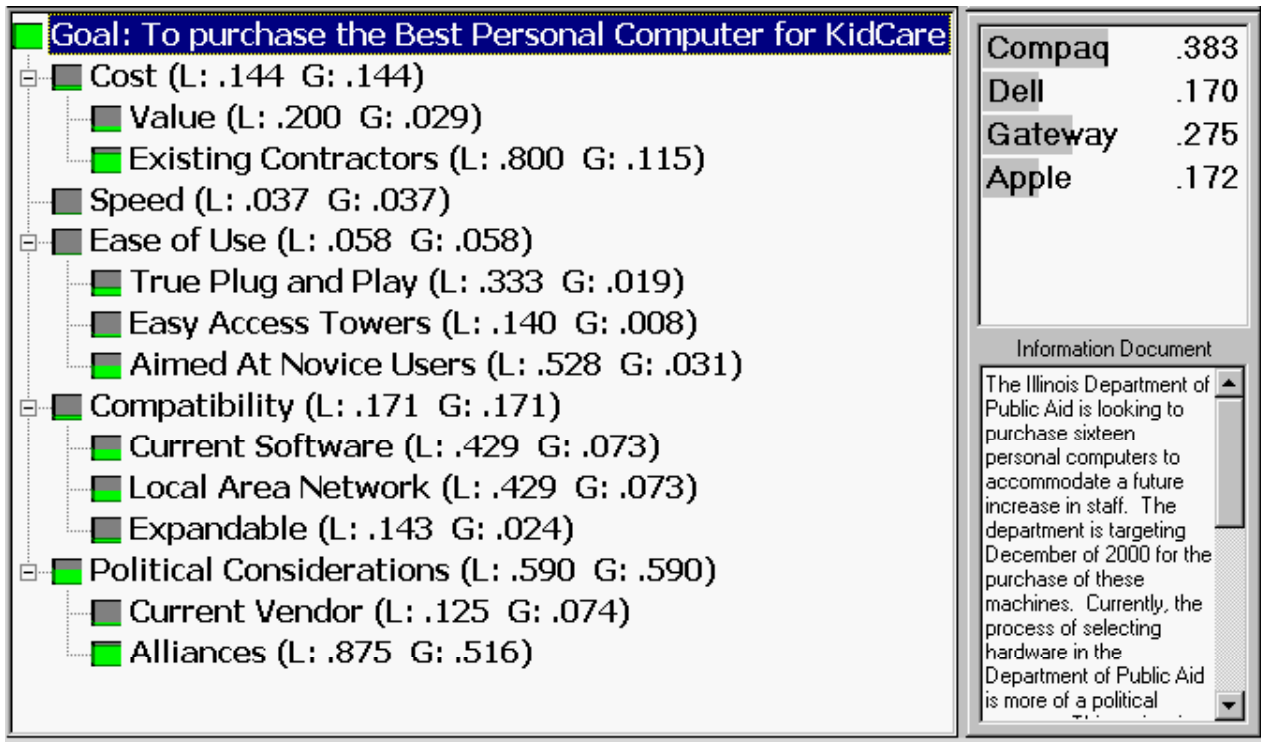 Goal: To purchase the Best Personal Computer for KidCare
Cost (L: .144 G: .144)
Value (L: .200 G: .029)
Existing Contractors (L: .800 G: .115)
Speed (L: .037 G: .037)
Ease of Use (L: .058 G: .058)
True Plug and Play (L: .333 G: .019)
Easy Access Towers (L: .140 G: .008)
Aimed At Novice Users (L: .528 G: .031)
Compatibility (L: .171 G: .171)
Current Software (L: .429 G: .073)
Local Area Network (L: .429 G: .073)
Expandable (L: .143 G: .024)
Political Considerations (L: .590 G: .590)
Current Vendor (L: .125 G: .074)
Alliances (L: .875 G: .516)
Compaq .383
Dell .170
Gateway .275
Apple .172
Information Document
The Illinois Department of
Public Aid is looking to
purchase sixteen
personal computers to
accommodate a future
increase in staff. The
department is targeting
December of 2000 for the
purchase of these
machines. Currently, the
process of selecting
hardware in the
Department of Public Aid
is more of a political